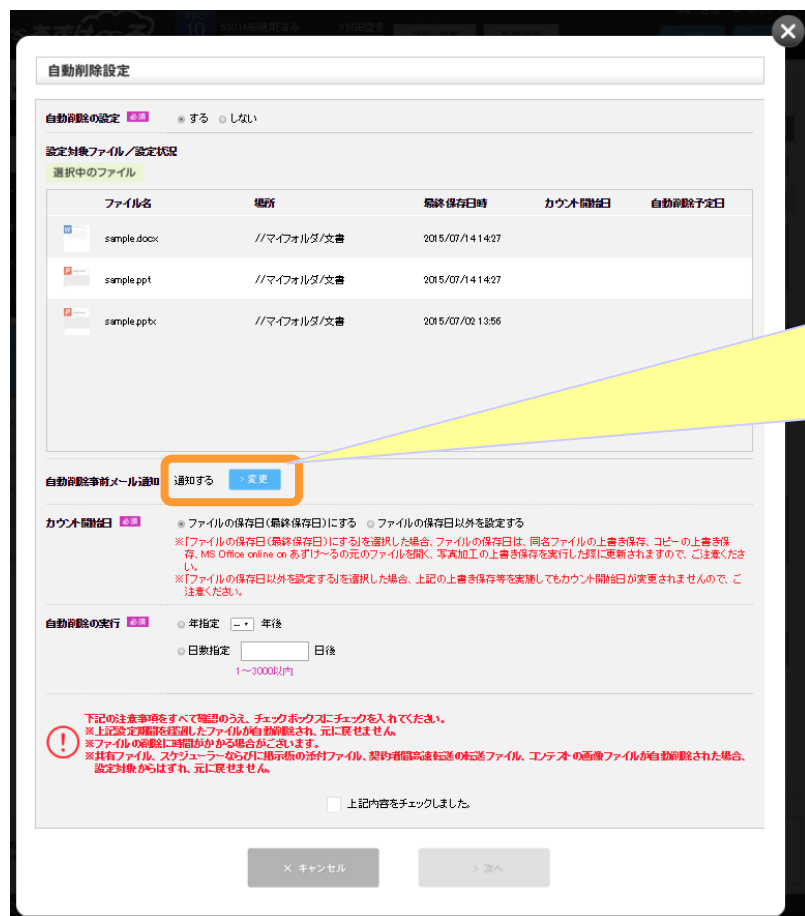 あずけ〜る
PRO
10
自動削除設定
自動削除の設定 必須 する しない
設定対象ファイル／設定状況
選択中のファイル
ファイル名 場所 最終保存日時 カウント開始日 自動削除予定日
sample.docx //マイフォルダ/文書 2015/07/14 14:27
sample.ppt //マイフォルダ/文書 2015/07/14 14:27
sample.pptx //マイフォルダ/文書 2015/07/02 13:56
自動削除事前メール通知 通知する 変更
カウント開始日 必須 ファイルの保存日（最終保存日）にする ファイルの保存日以外を設定する
※「ファイルの保存日（最終保存日）にする」を選択した場合、ファイルの保存日は、同名ファイルの上書き保存、コピーの上書き保
存、MS Office online on あずけ〜るの元のファイルを開く、写真加工の上書き保存を実行した際に更新されますので、ご注意くださ
い。
※「ファイルの保存日以外を設定する」を選択した場合、上記の上書き保存等を実施してもカウント開始日が変更されませんので、ご
注意ください。
自動削除の実行 必須 年指定 -- 年後
日数指定 日後
1〜3000以内
下記の注意事項をすべて確認のうえ、チェックボックスにチェックを入れてください。
※上記設定期間を経過したファイルが自動削除され、元に戻せません。
※ファイルの削除に時間がかかる場合がございます。
※共有ファイル、スケジューラーならびに掲示板の添付ファイル、契約者間高速転送の転送ファイル、コンテストの画像ファイルが自動削除された場合、
設定対象からはずれ、元に戻せません。
上記内容をチェックしました。
× キャンセル > 次へ